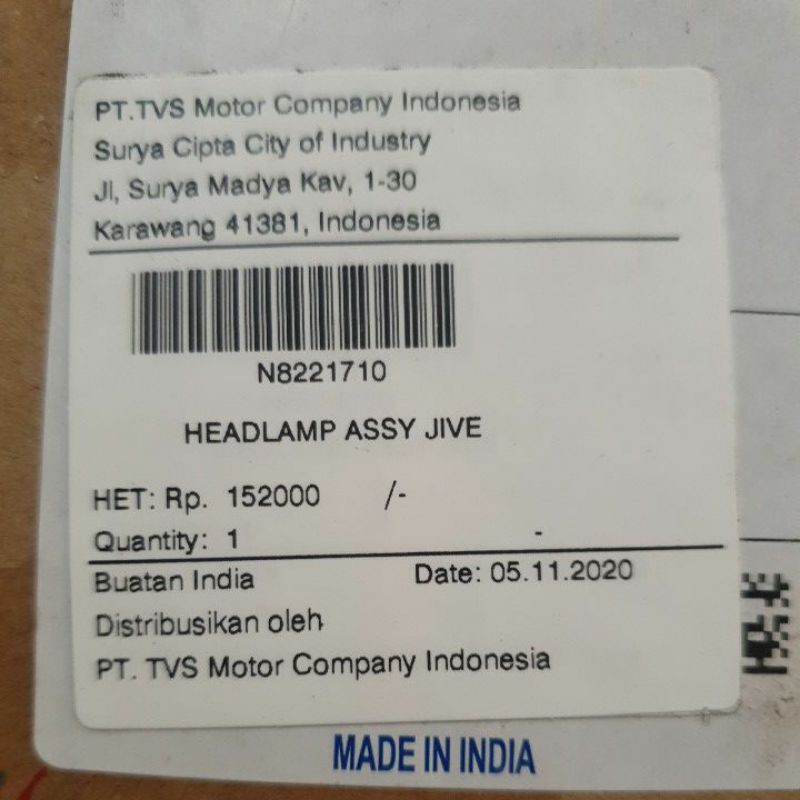 PT.TVS Motor Company Indonesia
Surya Cipta City of Industry
Jl, Surya Madya Kav, 1-30
Karawang 41381, Indonesia
N8221710
HEADLAMP ASSY JIVE
HET: Rp. 152000 /-
Quantity: 1 -
Buatan India Date: 05.11.2020
Distribusikan oleh
PT. TVS Motor Company Indonesia
MADE IN INDIA